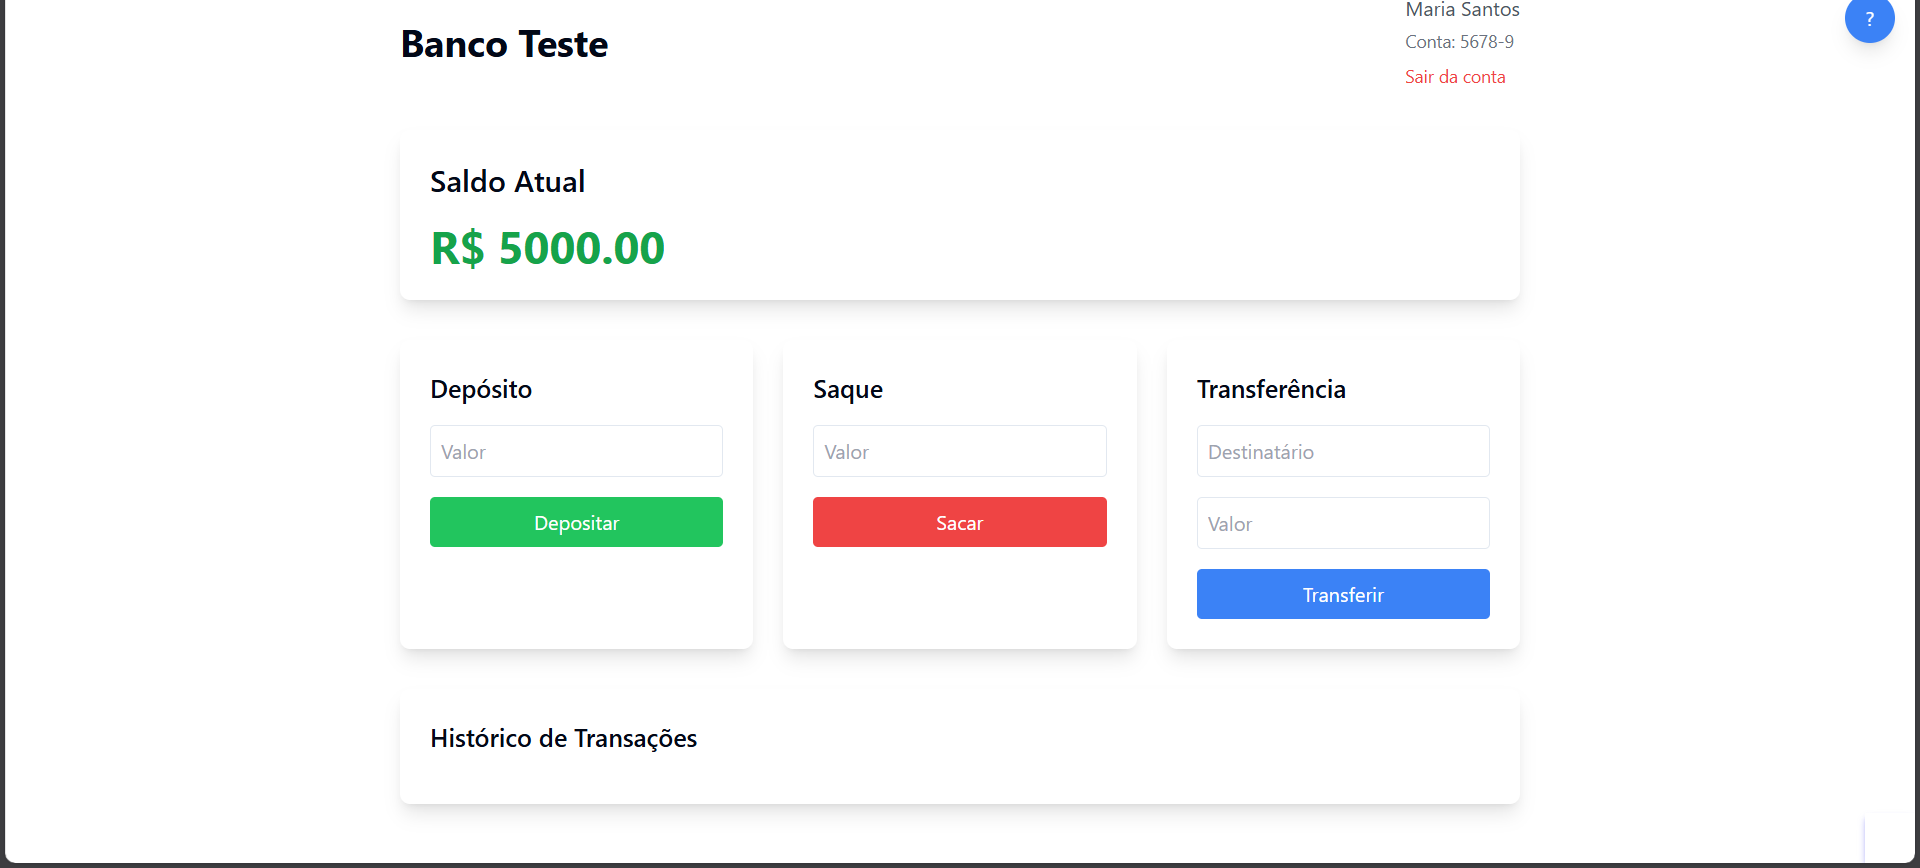 Banco Teste
Maria Santos
Conta: 5678-9
Sair da conta
?
Saldo Atual
R$ 5000.00
Depósito
Valor
Depositar
Saque
Valor
Sacar
Transferência
Destinatário
Valor
Transferir
Histórico de Transações